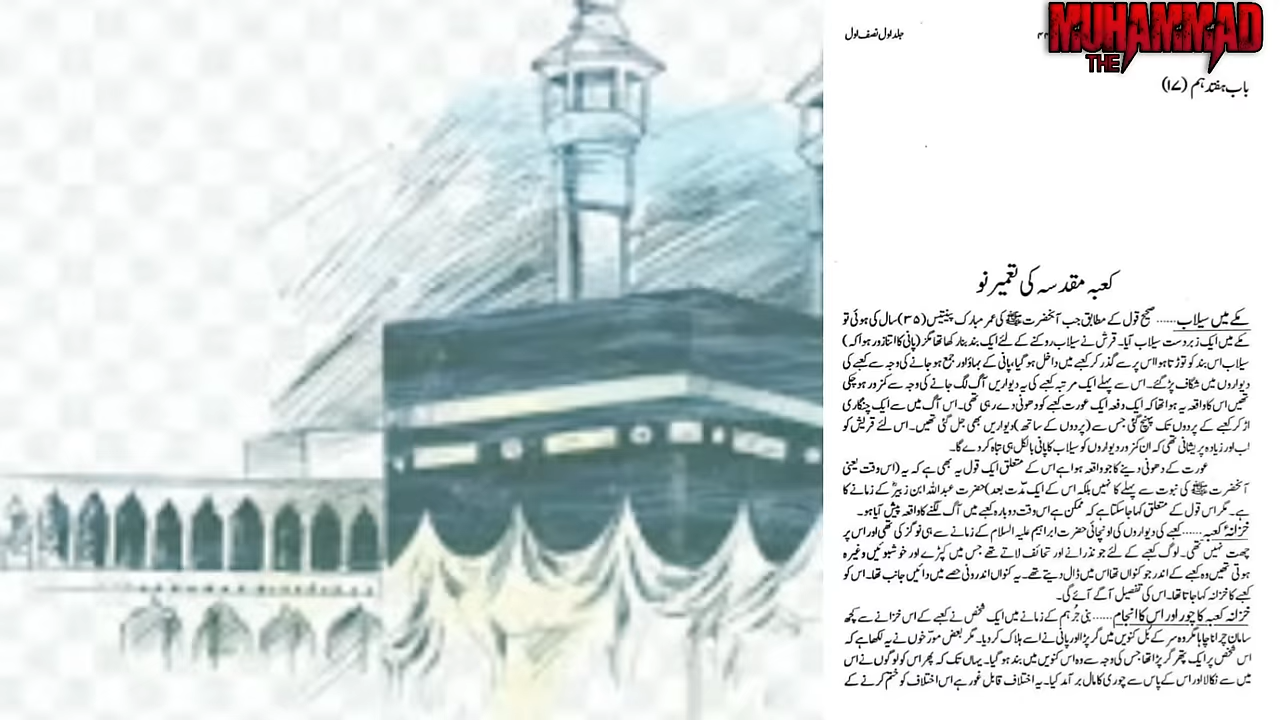 MUHAMMAD
THE
جلد اول نصف اول
باب ہفتدہم (۱۷)
کعبہ مقدسہ کی تعمیر نو
مکے میں سیلاب...... صحیح قول کے مطابق جب آنحضرت ﷺ کی عمر مبارک پینتیس (۳۵) سال کی ہوئی تو
مکے میں ایک زبردست سیلاب آیا۔ قرش نے سیلاب روکنے کے لئے ایک بند بنا رکھا تھا مگر (پانی کا اتنا زور ہوا کہ)
سیلاب اس بند کو توڑتا ہوا اس پر سے گذر کر کعبے میں داخل ہو گیا، پانی کے بہاؤ اور جمع ہو جانے کی وجہ سے کعبے کی
دیواروں میں شگاف پڑ گئے۔ اس سے پہلے ایک مرتبہ کعبے کی یہ دیواریں آگ لگ جانے کی وجہ سے کمزور ہو چکی
تھیں اس کا واقعہ یہ ہوا تھا کہ ایک دفعہ ایک عورت کعبے کو دھونی دے رہی تھی۔ اس آگ میں سے ایک چنگاری
اڑ کر کعبے کے پردوں تک پہنچ گئی جس سے (پردوں کے ساتھ) دیواریں بھی جل گئی تھیں۔ اس لئے قریش کو
اب اور زیادہ پریشانی تھی کہ ان کمزور دیواروں کو سیلاب کا پانی بالکل ہی تباہ کر دے گا۔
عورت کے دھونی دینے کا جو واقعہ ہوا ہے اس کے متعلق ایک قول یہ بھی ہے کہ یہ (اس وقت یعنی
آنحضرت ﷺ کی نبوت سے پہلے کا نہیں بلکہ اس کے ایک مدّت بعد) حضرت عبداللہ ابن زبیرؓ کے زمانے کا
ہے۔ مگر اس قول کے متعلق کہا جا سکتا ہے کہ ممکن ہے اس وقت دوبارہ کعبے میں آگ لگنے کا واقعہ پیش آیا ہو۔
خزانۂ کعبہ...... کعبے کی دیواروں کی اونچائی حضرت ابراہیم علیہ السلام کے زمانے سے ہی نو گز کی تھی اور اس پر
چھت نہیں تھی۔ لوگ کعبے کے لئے جو نذرانے اور تحائف لاتے تھے جس میں کپڑے اور خوشبوئیں وغیرہ
ہوتی تھیں وہ کعبے کے اندر جو کنواں تھا اس میں ڈال دیتے تھے۔ یہ کنواں اندرونی حصے میں دائیں جانب تھا۔ اس کو
کعبے کا خزانہ کہا جاتا تھا۔ اس کی تفصیل آگے آئے گی۔
خزانہ کعبہ کا چور اور اس کا انجام...... بنی جرہم کے زمانے میں ایک شخص نے کعبے کے اس خزانے سے کچھ
سامان چرانا چاہا مگر وہ سر کے بل کنویں میں گر پڑا اور پانی نے اسے ہلاک کر دیا۔ مگر بعض مورّخوں نے یہ لکھا ہے کہ
اس شخص پر ایک پتھر گر پڑا تھا جس کی وجہ سے وہ اس کنویں میں بند ہو گیا۔ یہاں تک کہ پھر اس کو لوگوں نے اس
میں سے نکالا اور اس کے پاس سے چوری کا مال بر آمد کیا۔ یہ اختلاف قابل غور ہے اس اختلاف کو ختم کرنے کے